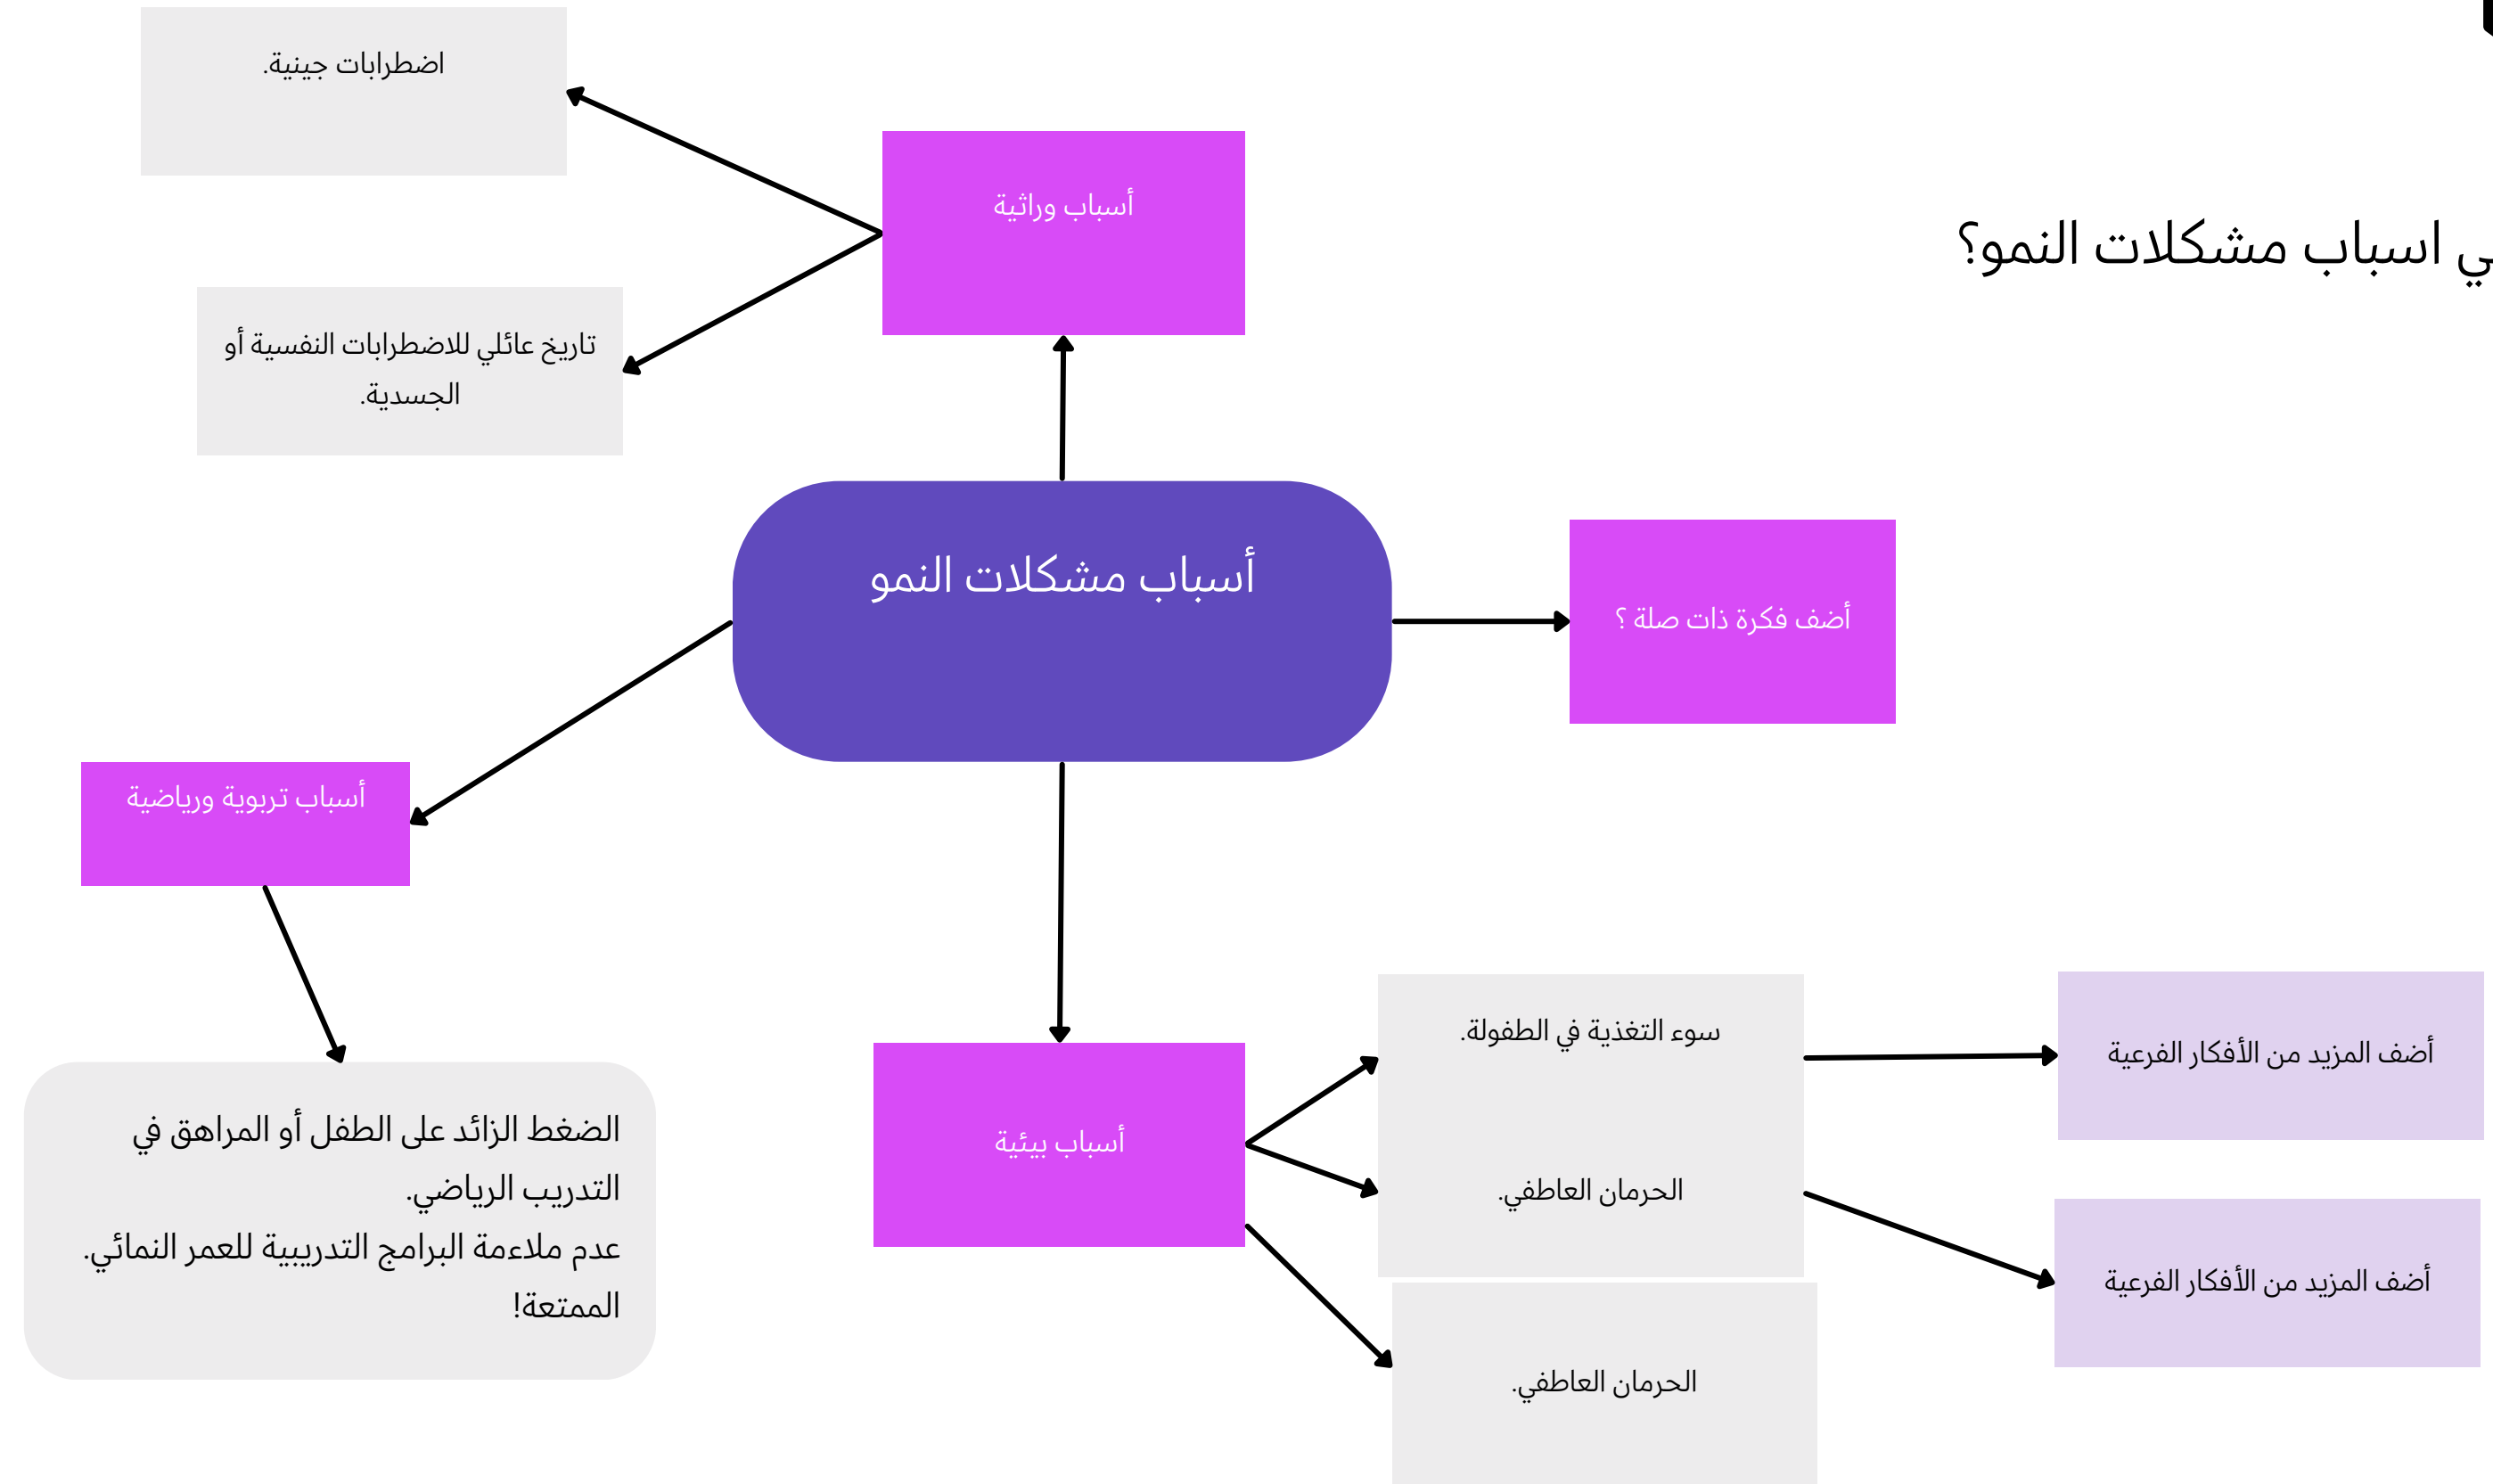 اسباب مشكلات النمو؟
أسباب مشكلات النمو
أسباب وراثية
اضطرابات جينية.
تاريخ عائلي للاضطرابات النفسية أو
الجسدية.
أضف فكرة ذات صلة ؟
أسباب تربوية ورياضية
الضغط الزائد على الطفل أو المراهق في
التدريب الرياضي.
عدم ملاءمة البرامج التدريبية للعمر النمائي.
الممتعة!
أسباب بيئية
سوء التغذية في الطفولة.
الحرمان العاطفي.
الحرمان العاطفي.
أضف المزيد من الأفكار الفرعية
أضف المزيد من الأفكار الفرعية